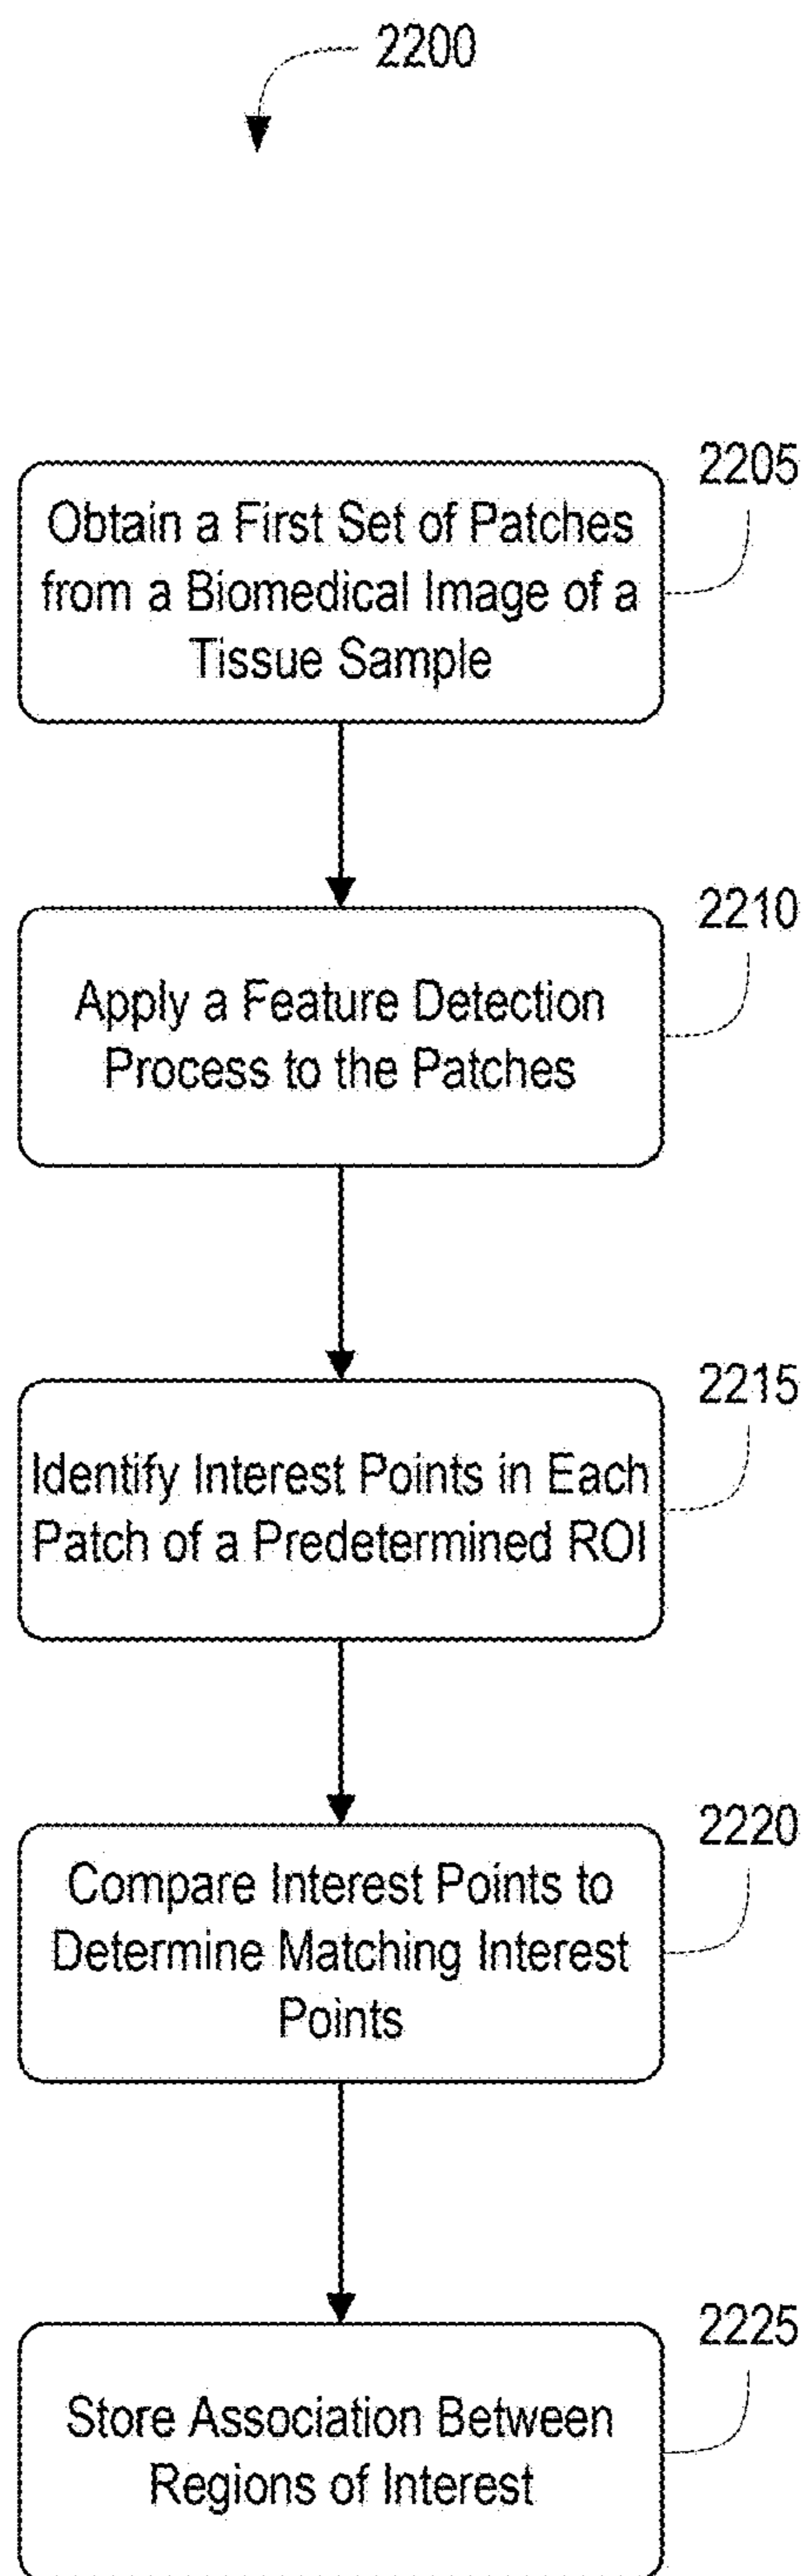 2200
2205
Obtain a First Set of Patches
from a Biomedical Image of a
Tissue Sample
2210
Apply a Feature Detection
Process to the Patches
2215
Identify Interest Points in Each
Patch of a Predetermined ROI
2220
Compare Interest Points to
Determine Matching Interest
Points
2225
Store Association Between
Regions of Interest